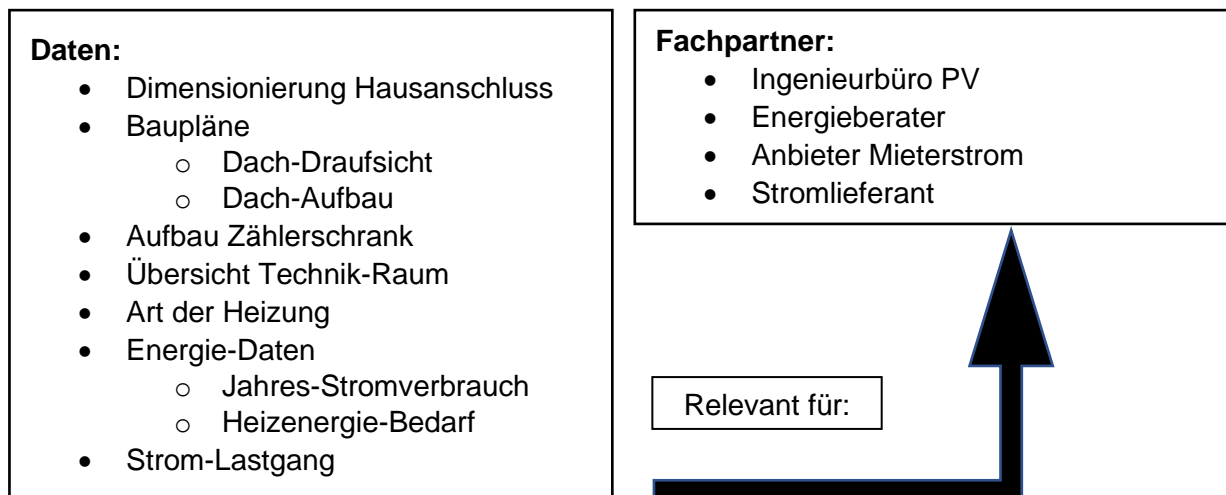 Daten:
• Dimensionierung Hausanschluss
• Baupläne
o Dach-Draufsicht
o Dach-Aufbau
• Aufbau Zählerschrank
• Übersicht Technik-Raum
• Art der Heizung
• Energie-Daten
o Jahres-Stromverbrauch
o Heizenergie-Bedarf
• Strom-Lastgang
Fachpartner:
• Ingenieurbüro PV
• Energieberater
• Anbieter Mieterstrom
• Stromlieferant
Relevant für: